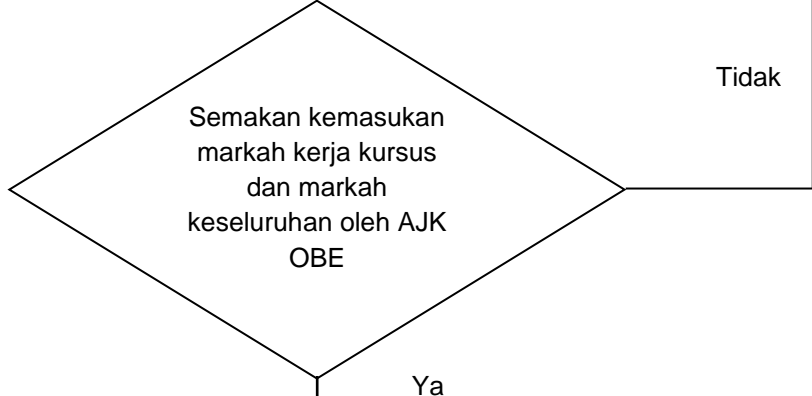 Tidak
Semakan kemasukan
markah kerja kursus
dan markah
keseluruhan oleh AJK
OBE
Ya